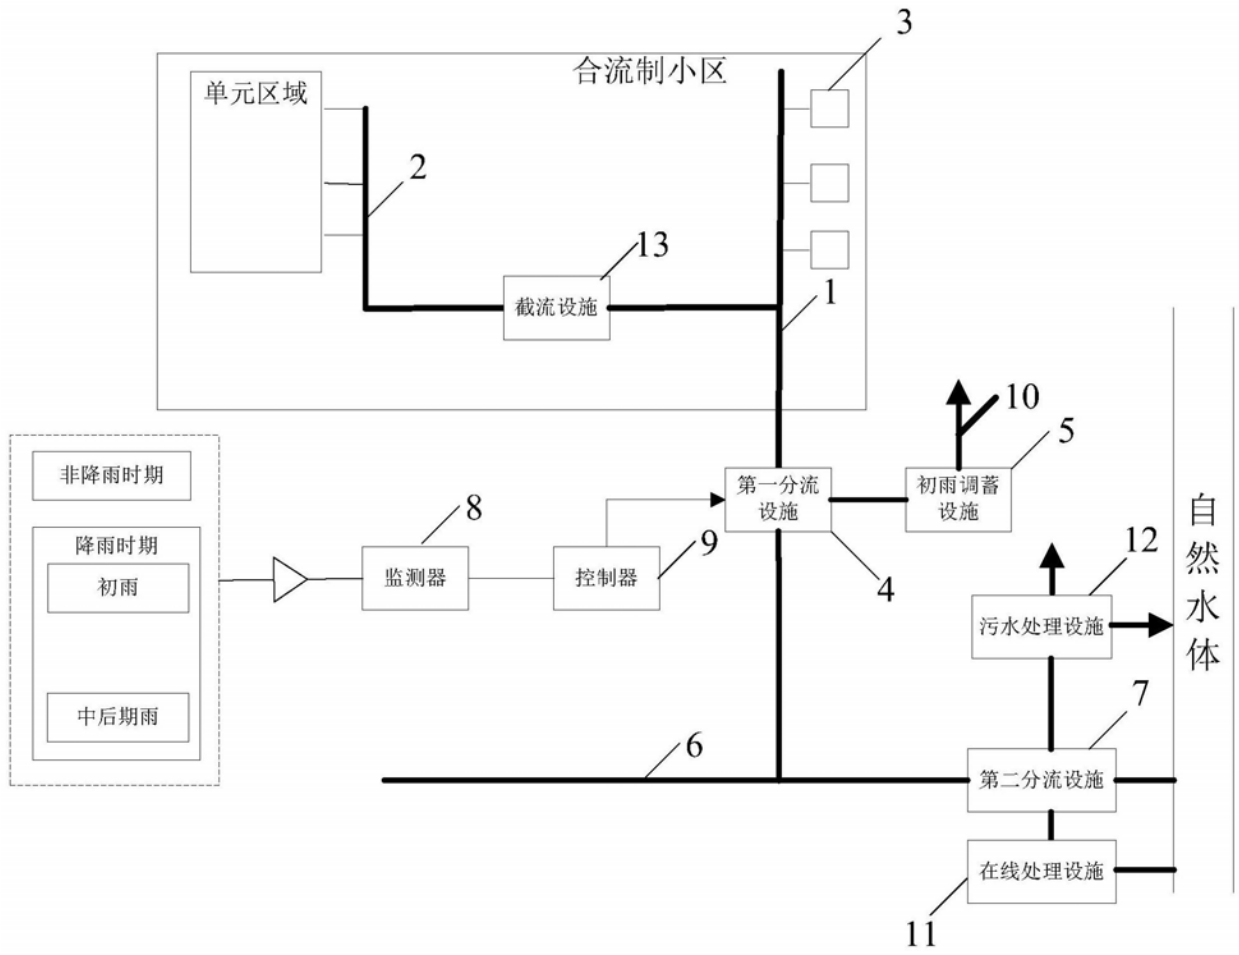 3
合流制小区
单元区域
2
13
截流设施
1
10
5
非降雨时期
第一分流
设施
初雨调蓄
设施
8
9
4
降雨时期
监测器
控制器
初雨
12
自
然
水
体
污水处理设施
中后期雨
7
6
第二分流设施
在线处理设施
11